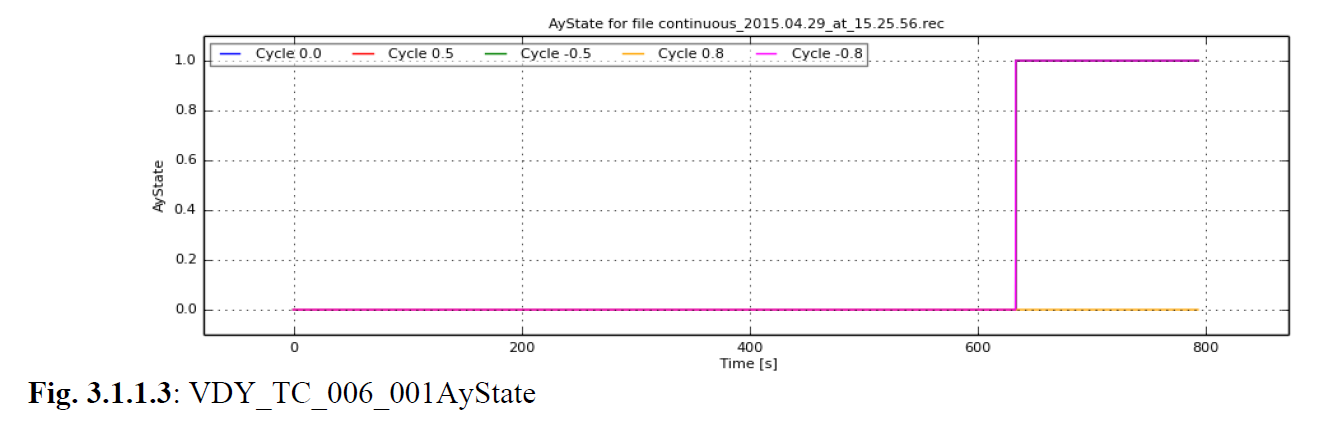 AyState for file continuous_2015.04.29_at_15.25.56.rec
Cycle 0.0 Cycle 0.5 Cycle -0.5 Cycle 0.8 Cycle -0.8
1.0
0.8
0.6
0.4
0.2
0.0
AyState
0 200 400 600 800
Time [s]
Fig. 3.1.1.3: VDY_TC_006_001AyState